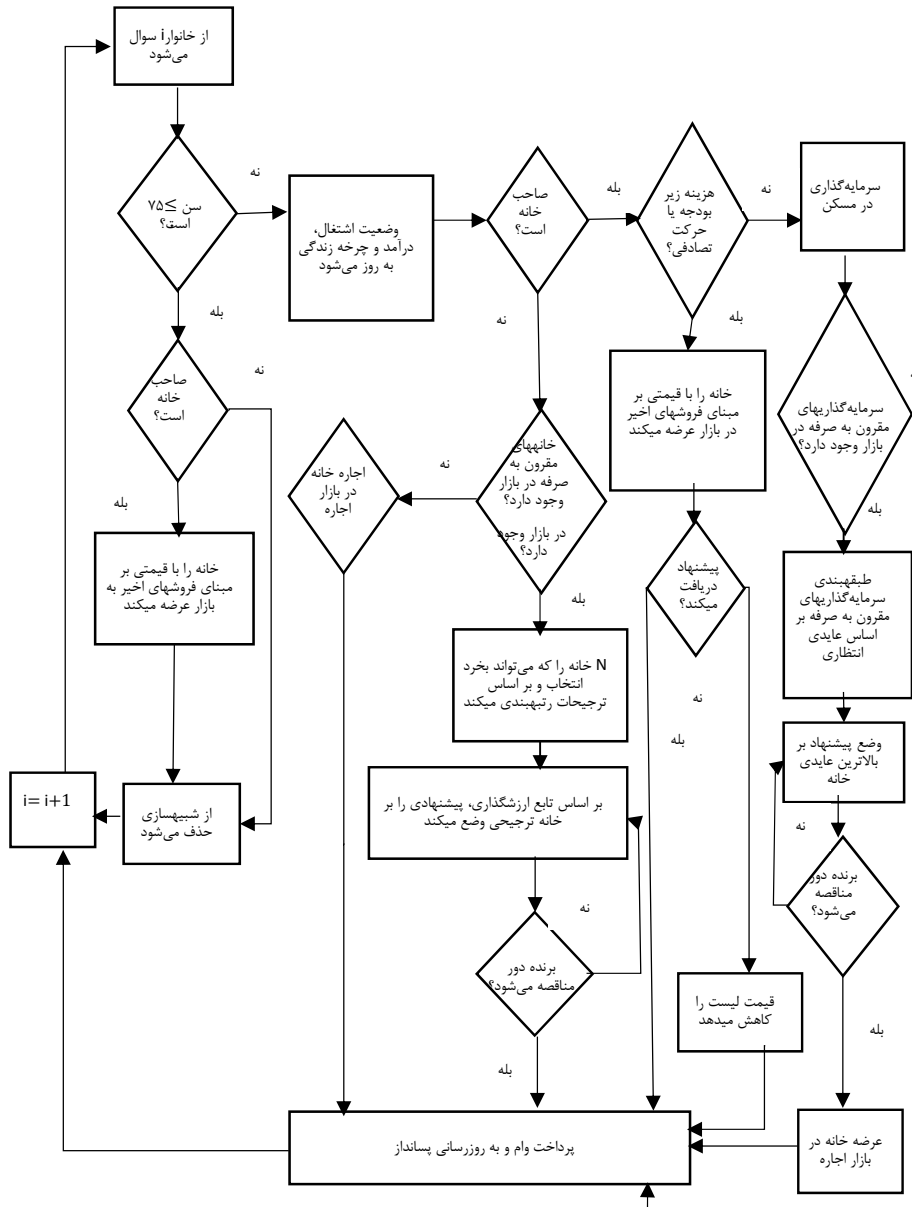 از خانوار i سوال
می‌شود
سن ≥۷۵
است؟
نه
بله
وضعیت اشتغال،
درآمد و چرخه زندگی
به روز می‌شود
صاحب
خانه
است؟
بله
نه
هزینه زیر
بودجه یا
حرکت
تصادفی؟
نه
بله
سرمایه‌گذاری
در مسکن
صاحب
خانه
است؟
نه
بله
خانه را با قیمتی بر
مبنای فروشهای اخیر به
بازار عرضه میکند
از شبیهسازی
حذف می‌شود
i= i+1
اجاره خانه
در بازار
اجاره
نه
خانههای
مقرون به
صرفه در بازار
وجود دارد؟
در بازار وجود
دارد؟
بله
N خانه را که می‌تواند بخرد
انتخاب و بر اساس
ترجیحات رتبهبندی میکند
بر اساس تابع ارزشگذاری، پیشنهادی را بر
خانه ترجیحی وضع میکند
نه
برنده دور
مناقصه می‌شود؟
بله
خانه را با قیمتی بر
مبنای فروشهای اخیر
در بازار عرضه میکند
پیشنهاد
دریافت
میکند؟
نه
بله
قیمت لیست را
کاهش میدهد
سرمایه‌گذاریهای
مقرون به صرفه در
بازار وجود دارد؟
بله
طبقهبندی
سرمایه‌گذاریهای
مقرون به صرفه بر
اساس عایدی
انتظاری
وضع پیشنهاد بر
بالاترین عایدی
خانه
نه
برنده دور
مناقصه
می‌شود؟
بله
عرضه خانه در
بازار اجاره
پرداخت وام و به روزرسانی پسانداز